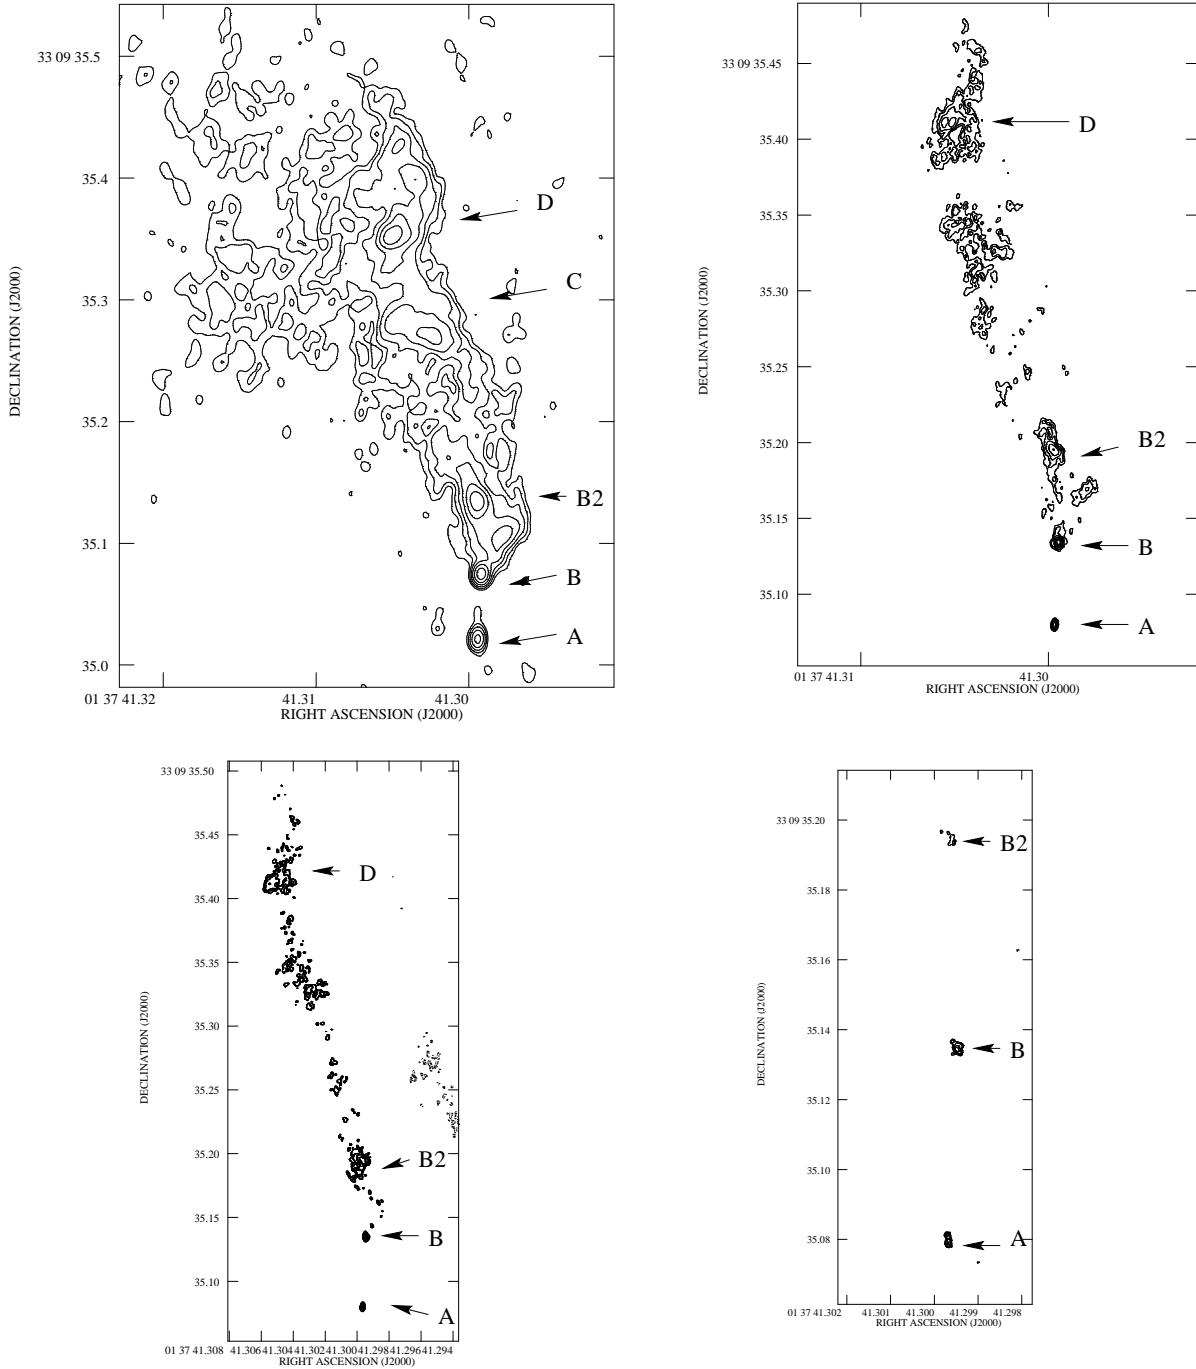 33 09 35.5
35.4
35.3
35.2
35.1
35.0
DECLINATION (J2000)
D
C
B2
B
A
01 37 41.32
41.31
41.30
RIGHT ASCENSION (J2000)
33 09 35.45
35.40
35.35
35.30
35.25
35.20
35.15
35.10
DECLINATION (J2000)
D
B2
B
A
01 37 41.31
41.30
RIGHT ASCENSION (J2000)
33 09 35.50
35.45
35.40
35.35
35.30
35.25
35.20
35.15
35.10
DECLINATION (J2000)
D
B2
B
A
01 37 41.308 41.306 41.304 41.302 41.300 41.298 41.296 41.294
RIGHT ASCENSION (J2000)
33 09 35.20
35.18
35.16
35.14
35.12
35.10
35.08
DECLINATION (J2000)
B2
B
A
01 37 41.302 41.301 41.300 41.299 41.298
RIGHT ASCENSION (J2000)